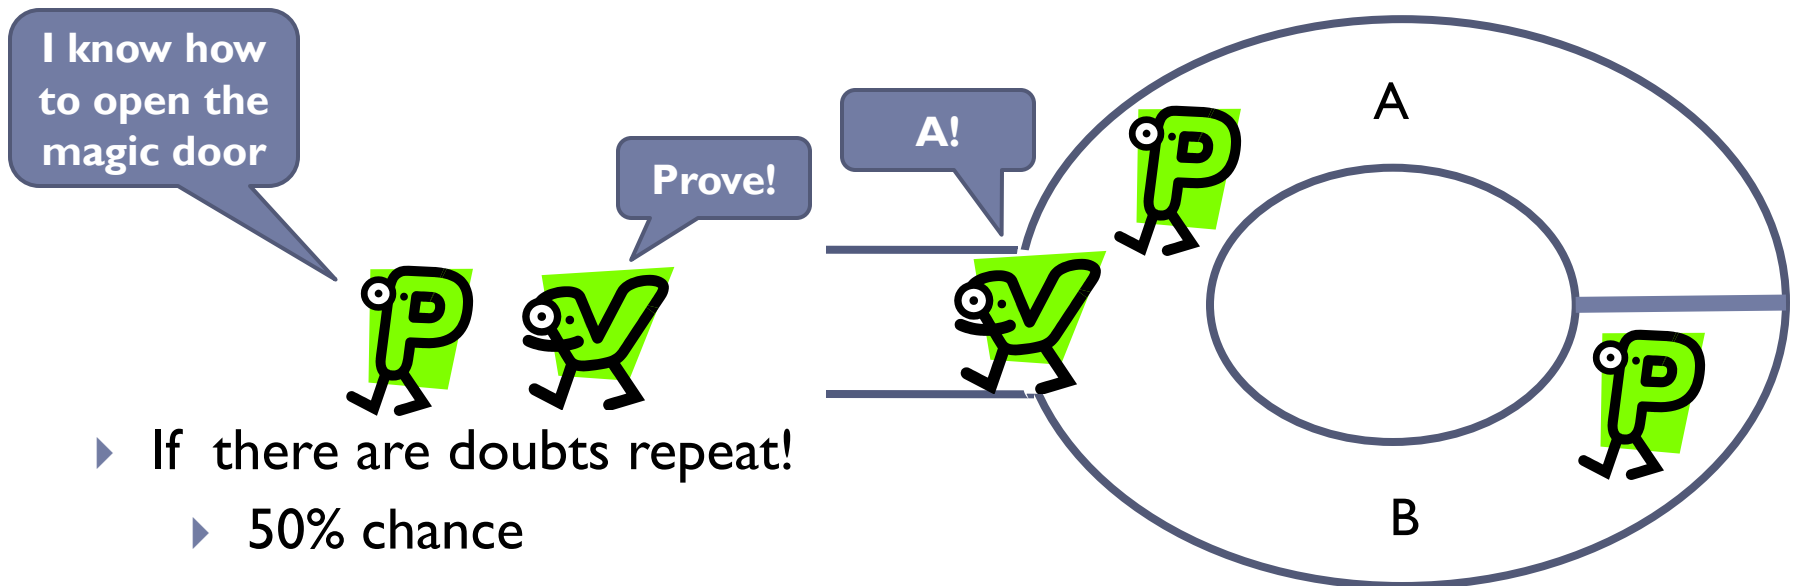 I know how
to open the
magic door
Prove!
A!
A
P
P
V
V
P
If there are doubts repeat!
50% chance
B